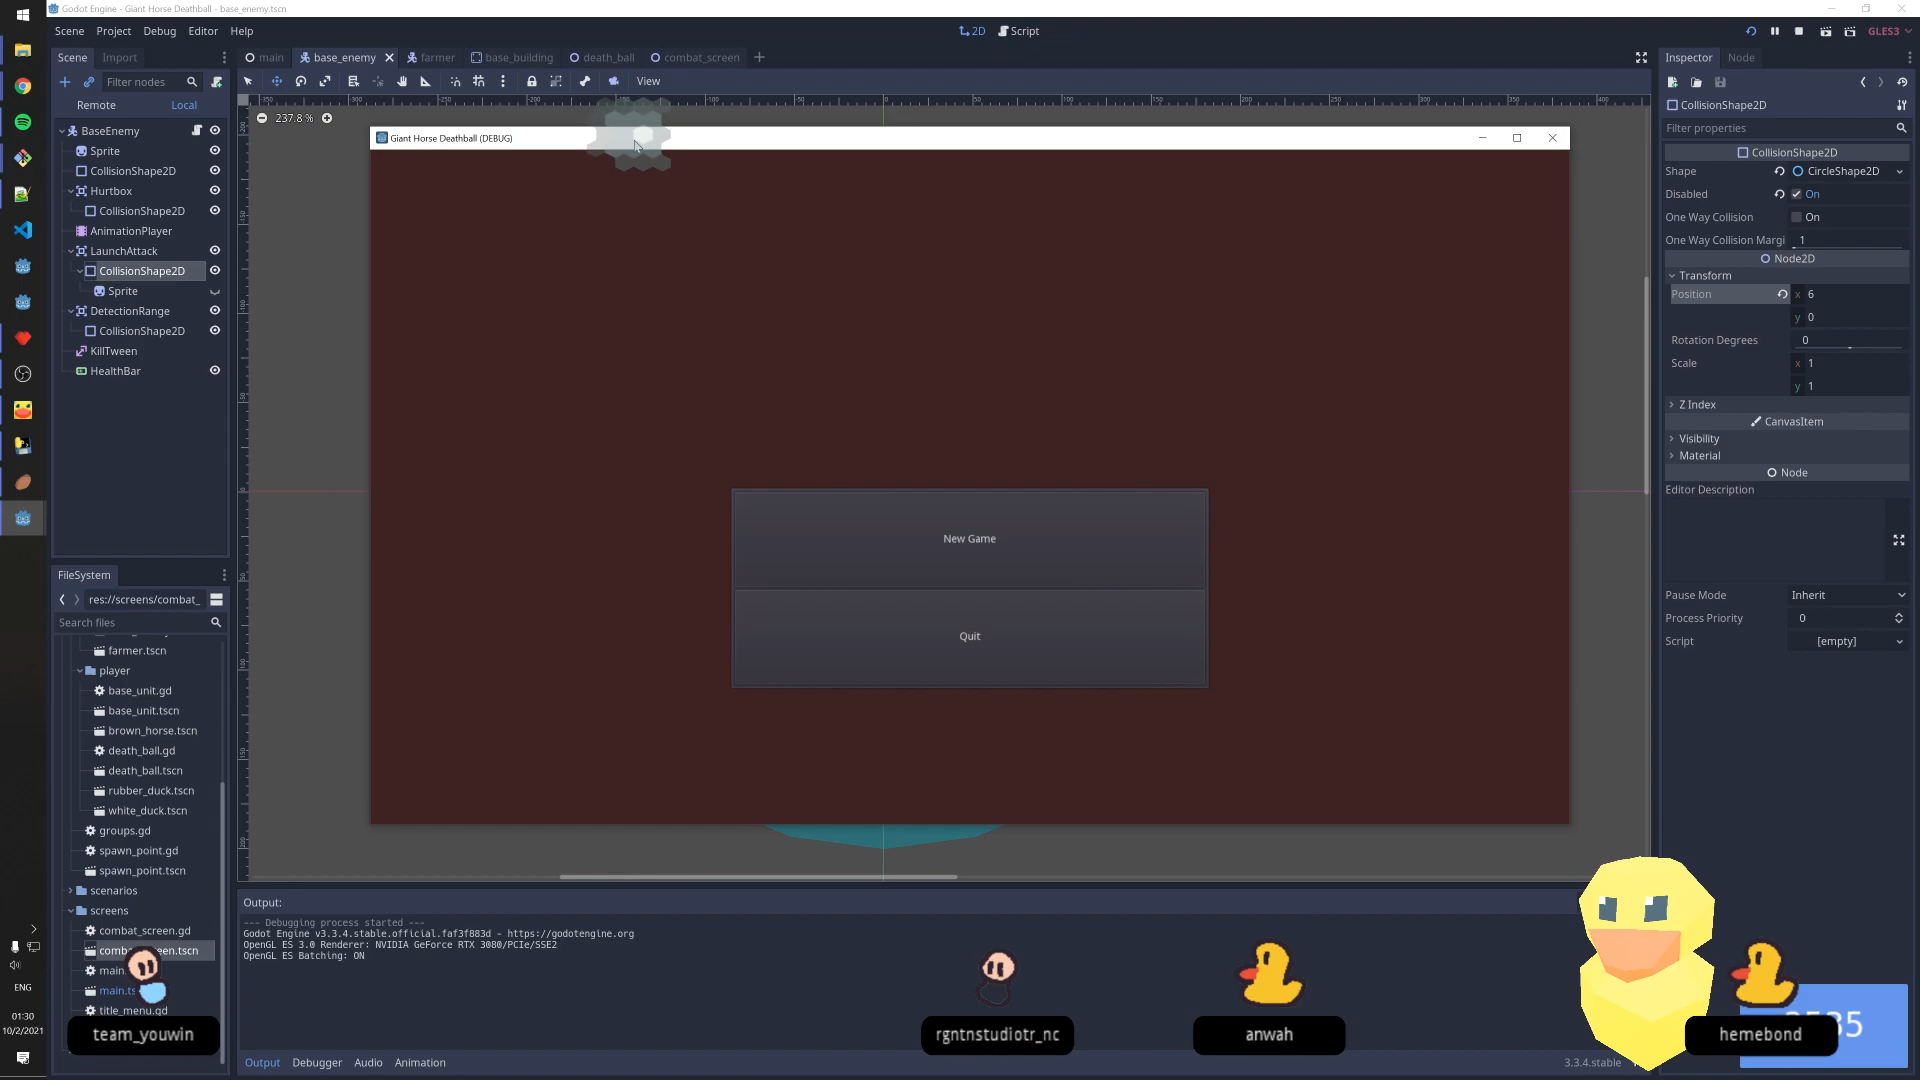 Godot Engine - Giant Horse Deathball - base_enemy.tscn
Scene Project Debug Editor Help
2D Script
GLES3
Scene Import
main base_enemy farmer base_building death_ball combat_screen
Inspector Node
Filter nodes
View
Remote Local
237.8 %
BaseEnemy
Sprite
CollisionShape2D
Hurtbox
CollisionShape2D
AnimationPlayer
LaunchAttack
CollisionShape2D
Sprite
DetectionRange
CollisionShape2D
KillTween
HealthBar
Giant Horse Deathball (DEBUG)
New Game
Quit
CollisionShape2D
Filter properties
CollisionShape2D
Shape CircleShape2D
Disabled On
One Way Collision On
One Way Collision Margi 1
Node2D
Transform
Position x 6
y 0
Rotation Degrees 0
Scale x 1
y 1
Z Index
CanvasItem
Visibility
Material
Node
Editor Description
Pause Mode Inherit
Process Priority 0
Script [empty]
FileSystem
res://screens/combat_
Search files
farmer.tscn
player
base_unit.gd
base_unit.tscn
brown_horse.tscn
death_ball.gd
death_ball.tscn
rubber_duck.tscn
white_duck.tscn
groups.gd
spawn_point.gd
spawn_point.tscn
scenarios
screens
combat_screen.gd
main.
main.ts
title_menu.gd
Output:
--- Debugging process started ---
Godot Engine v3.3.4.stable.official.faf3f883d - https://godotengine.org
OpenGL ES 3.0 Renderer: NVIDIA GeForce RTX 3080/PCIe/SSE2
OpenGL ES Batching: ON
Output Debugger Audio Animation
3.3.4.stable
ENG
01:30
10/2/2021
team_youwin
rgntnstudiotr_nc
anwah
hemebond